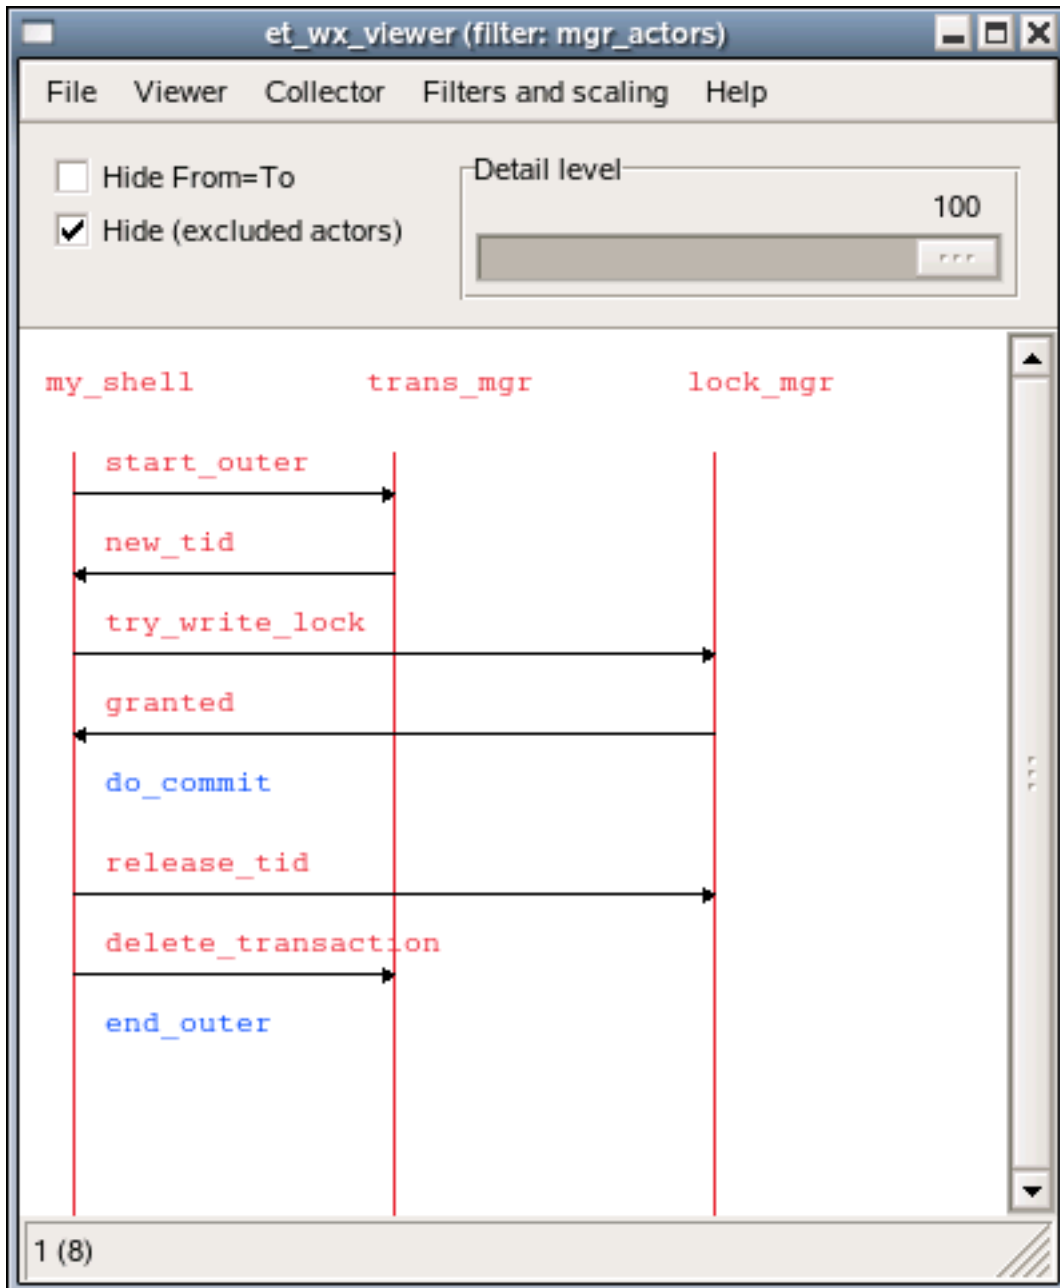 et_wx_viewer (filter: mgr_actors)
File Viewer Collector Filters and scaling Help
Hide From=To
Hide (excluded actors)
Detail level
100
my_shell trans_mgr lock_mgr
start_outer
new_tid
try_write_lock
granted
do_commit
release_tid
delete_transaction
end_outer
1 (8)